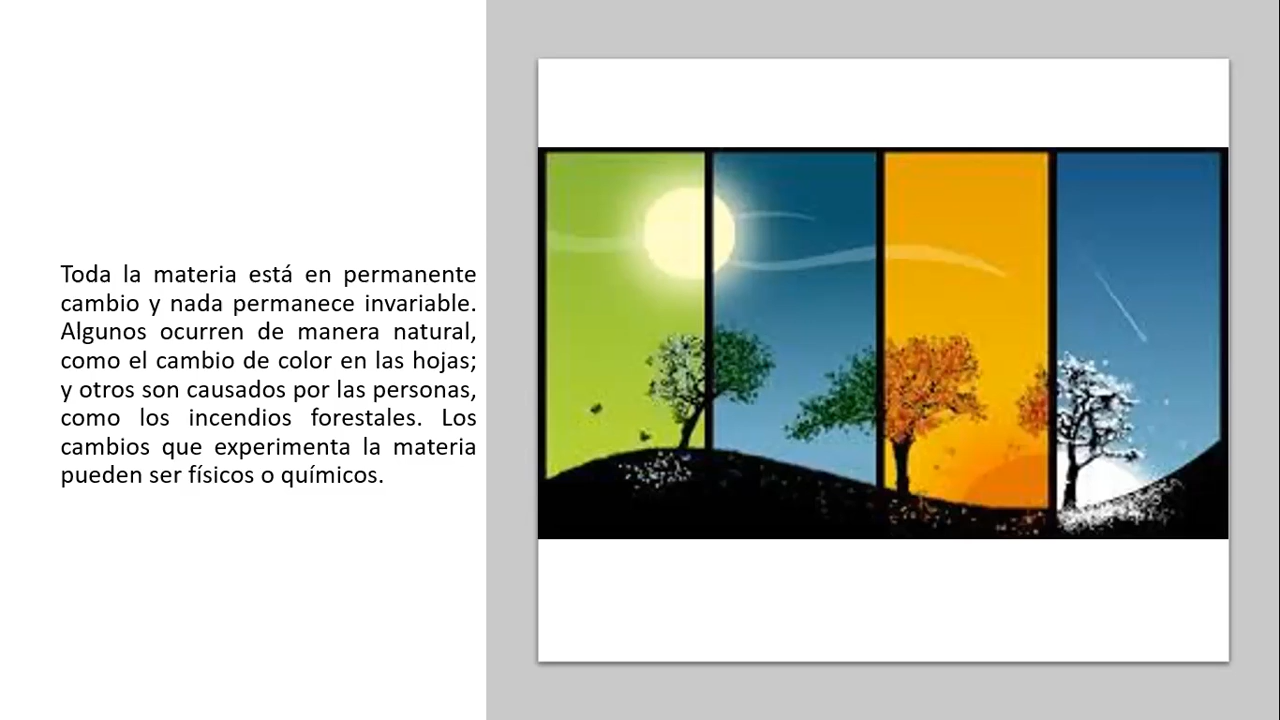 Toda la materia está en permanente
cambio y nada permanece invariable.
Algunos ocurren de manera natural,
como el cambio de color en las hojas;
y otros son causados por las personas,
como los incendios forestales. Los
cambios que experimenta la materia
pueden ser físicos o químicos.